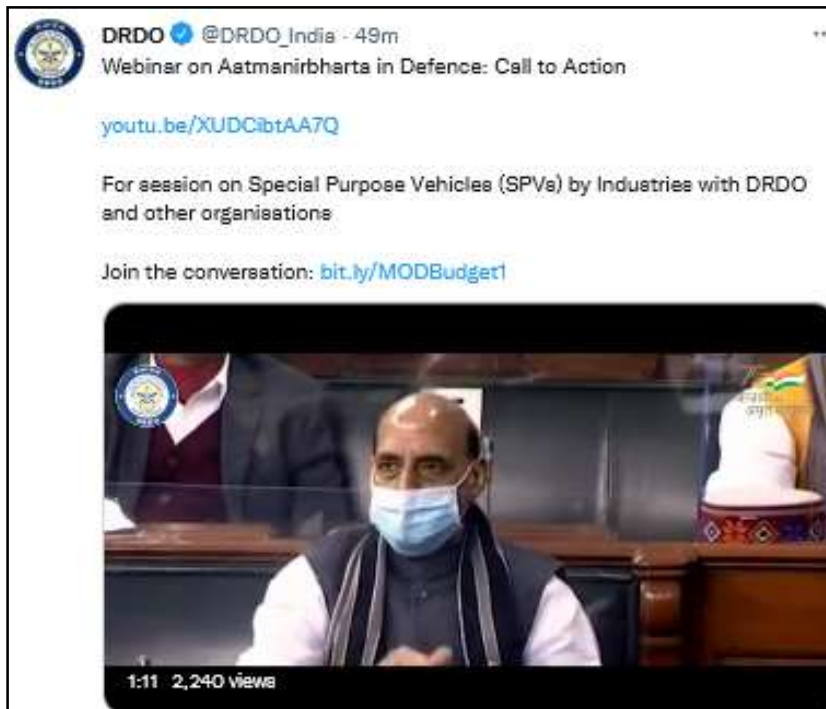 DRDO @DRDO_India · 49m
Webinar on Aatmanirbharta in Defence: Call to Action
youtu.be/XUDCibtAA7Q
For session on Special Purpose Vehicles (SPVs) by Industries with DRDO
and other organisations
Join the conversation: bit.ly/MODBudget1
1:11 2,240 views